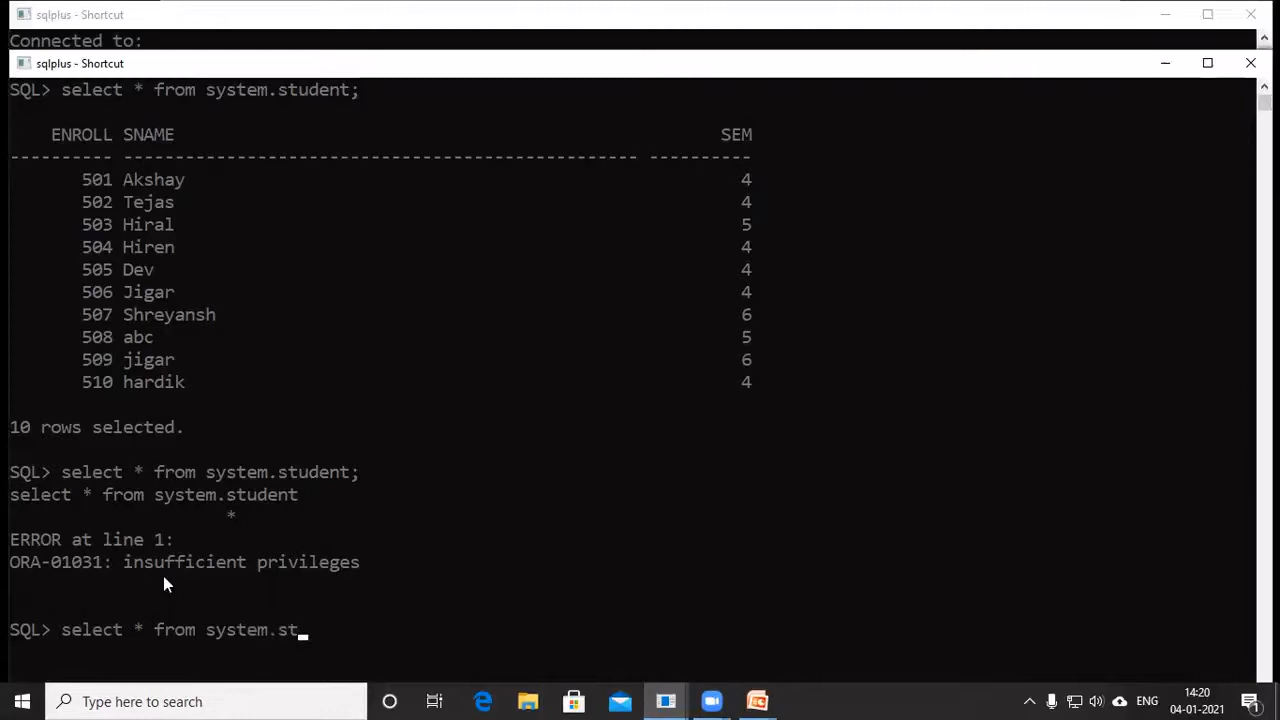 sqlplus - Shortcut
Connected to:
sqlplus - Shortcut
SQL> select * from system.student;
    ENROLL SNAME                                                     SEM
---------- -------------------------------------------------- ----------
       501 Akshay                                                      4
       502 Tejas                                                       4
       503 Hiral                                                       5
       504 Hiren                                                       4
       505 Dev                                                         4
       506 Jigar                                                       4
       507 Shreyansh                                                   6
       508 abc                                                         5
       509 jigar                                                       6
       510 hardik                                                      4
10 rows selected.
SQL> select * from system.student;
select * from system.student
                     *
ERROR at line 1:
ORA-01031: insufficient privileges
SQL> select * from system.st
Type here to search
ENG
14:20
04-01-2021
1